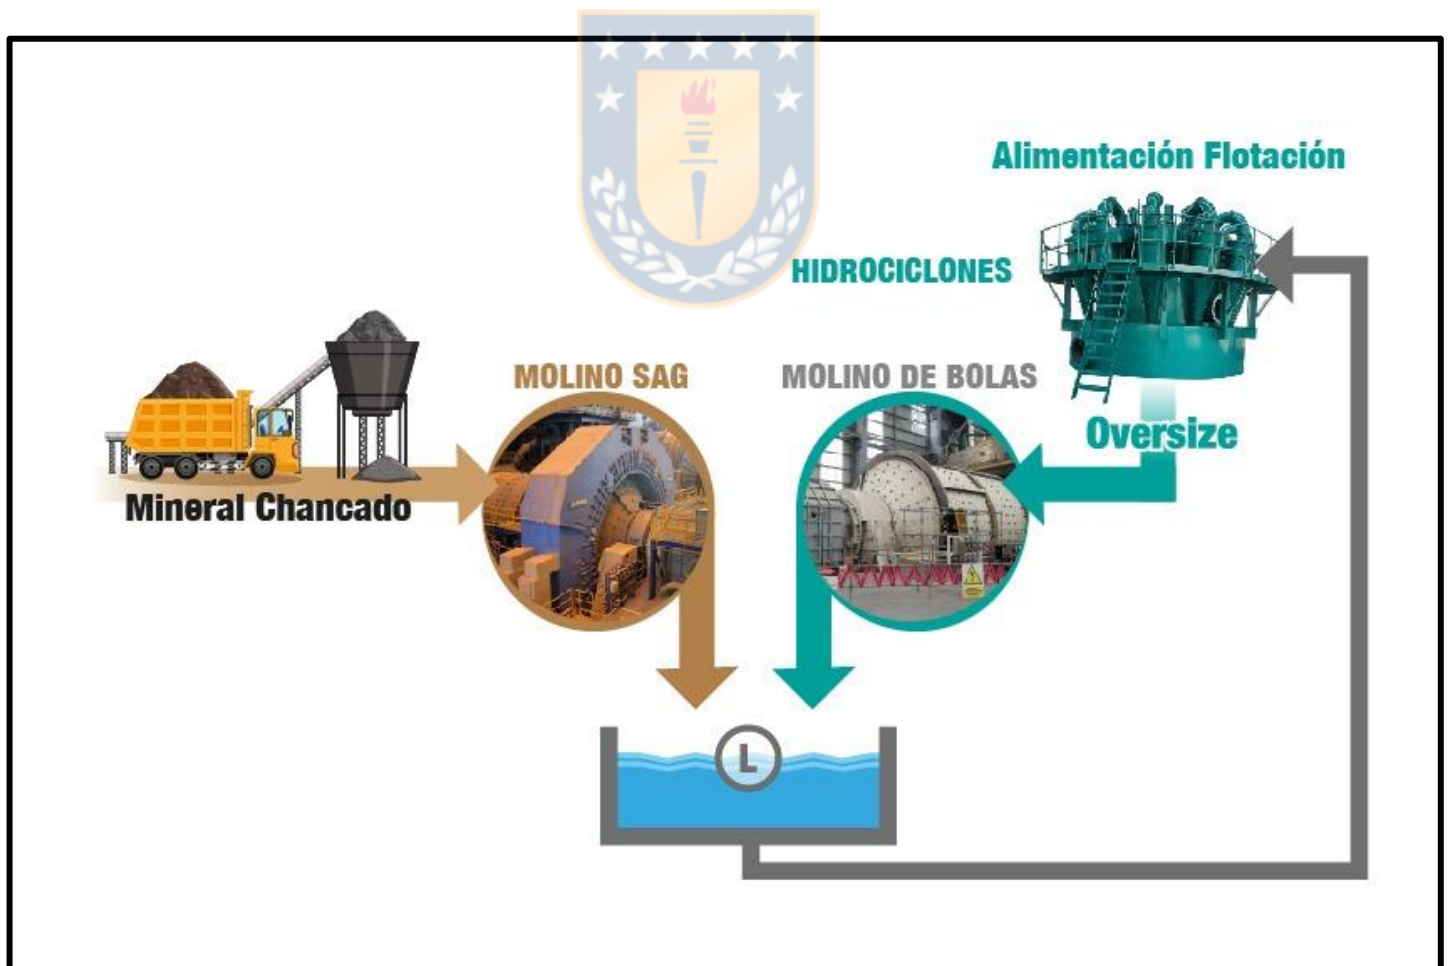 Alimentación Flotación
HIDROCICLONES
MOLINO SAG
MOLINO DE BOLAS
Oversize
Mineral Chancado
L